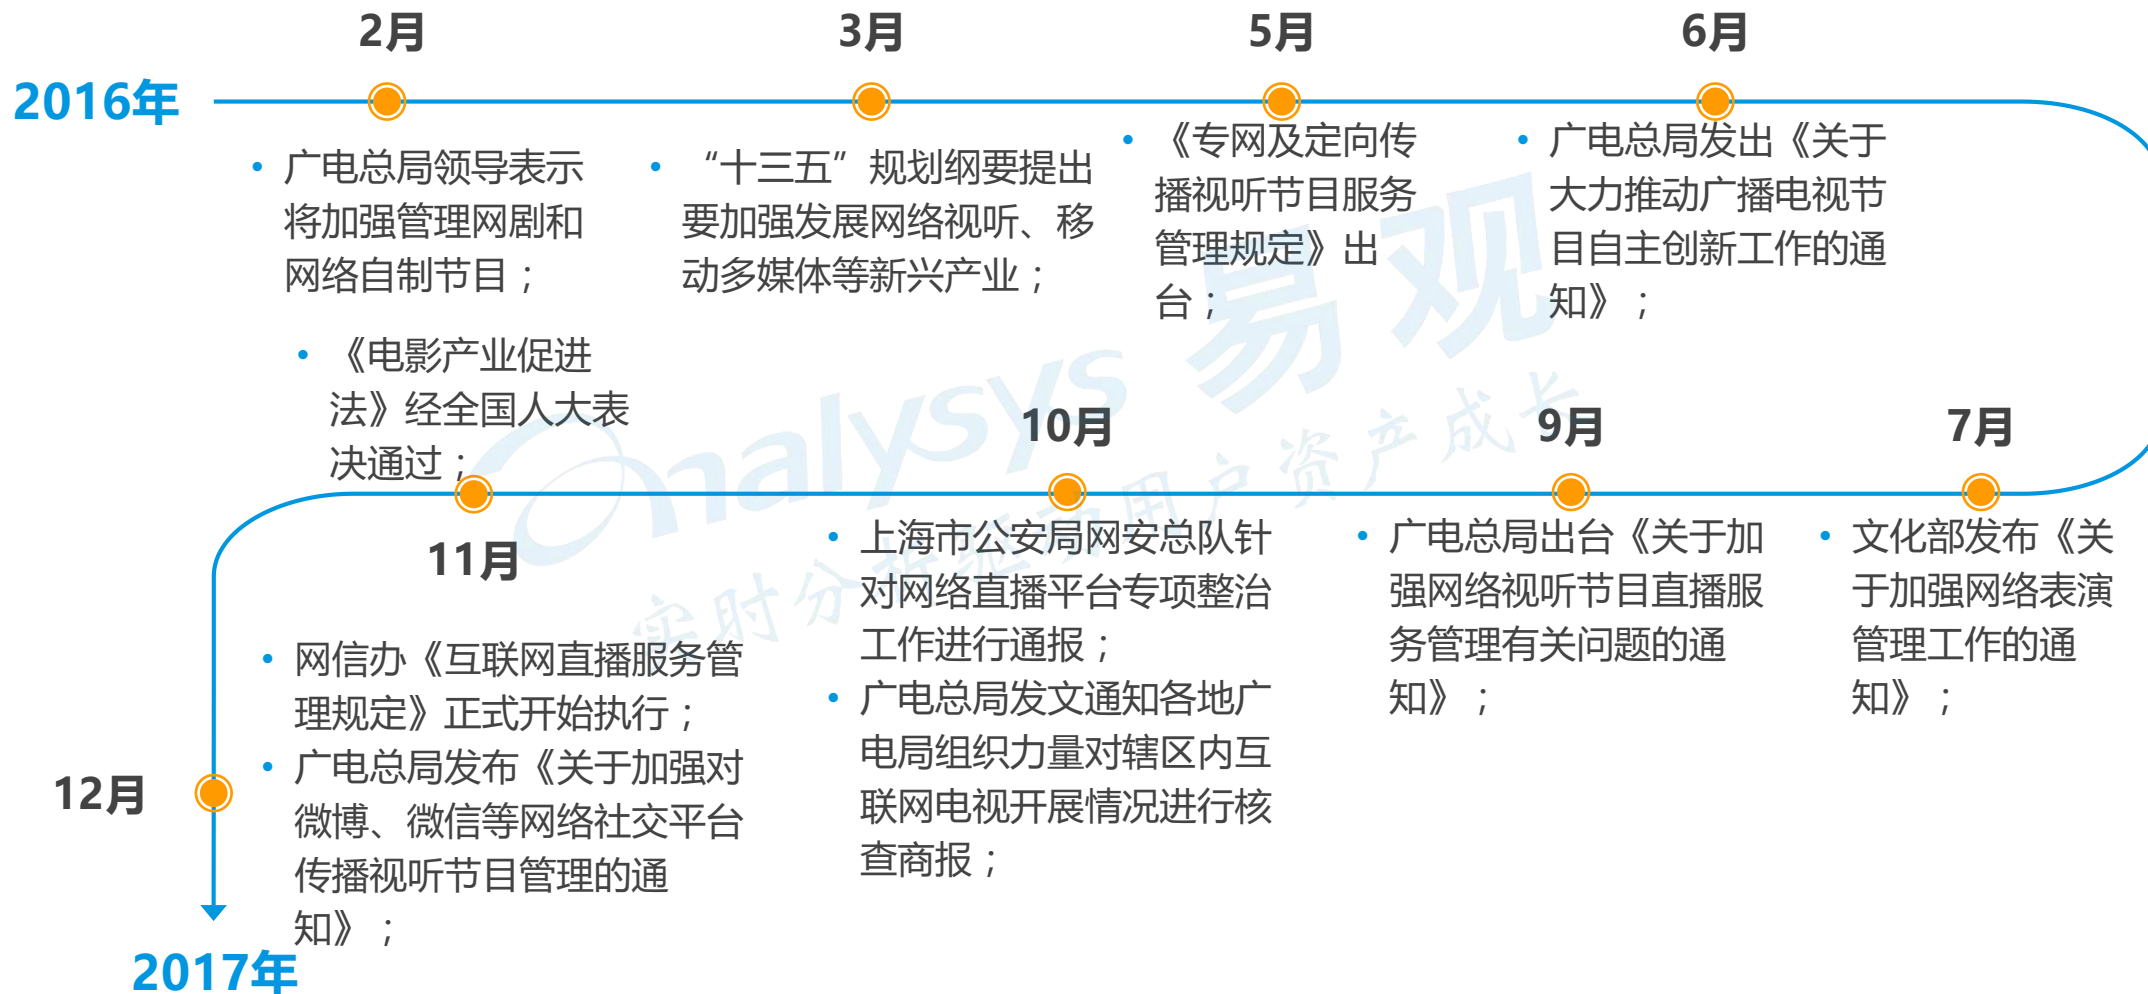 2月
3月
5月
6月
2016年
• 广电总局领导表示
将加强管理网剧和
网络自制节目；
• “十三五”规划纲要提出
要加强发展网络视听、移
动多媒体等新兴产业；
• 《专网及定向传
播视听节目服务
管理规定》出
台；
• 广电总局发出《关于
大力推动广播电视节
目自主创新工作的通
知》；
7月
• 文化部发布《关
于加强网络表演
管理工作的通
知》；
9月
• 广电总局出台《关于加
强网络视听节目直播服
务管理有关问题的通
知》；
10月
• 上海市公安局网安总队针
对网络直播平台专项整治
工作进行通报；
• 广电总局发文通知各地广
电局组织力量对辖区内互
联网电视开展情况进行核
查商报；
• 《电影产业促进
法》经全国人大表
决通过；
11月
12月
• 网信办《互联网直播服务管
理规定》正式开始执行；
• 广电总局发布《关于加强对
微博、微信等网络社交平台
传播视听节目管理的通
知》；
2017年
analysys 易观
实时分析驱动用户资产成长